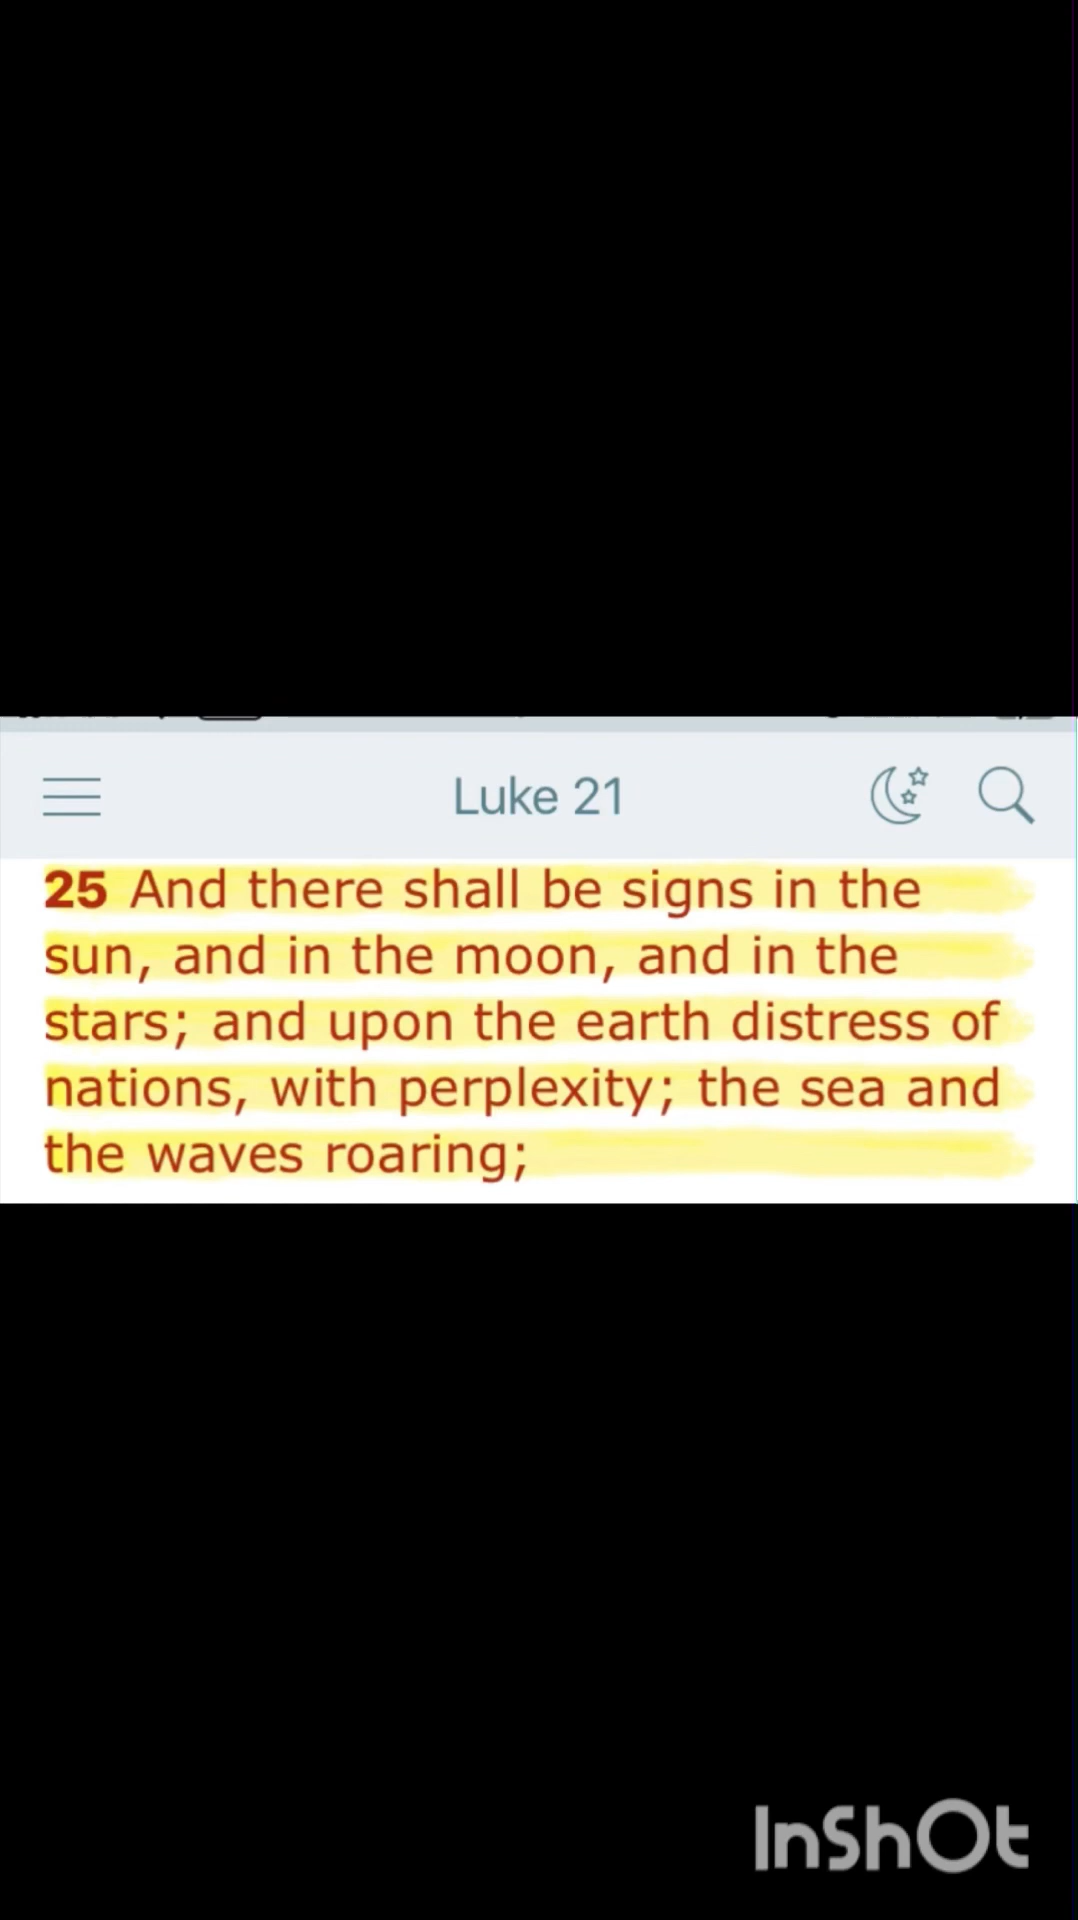 Luke 21
25 And there shall be signs in the
sun, and in the moon, and in the
stars; and upon the earth distress of
nations, with perplexity; the sea and
the waves roaring;
InShOt